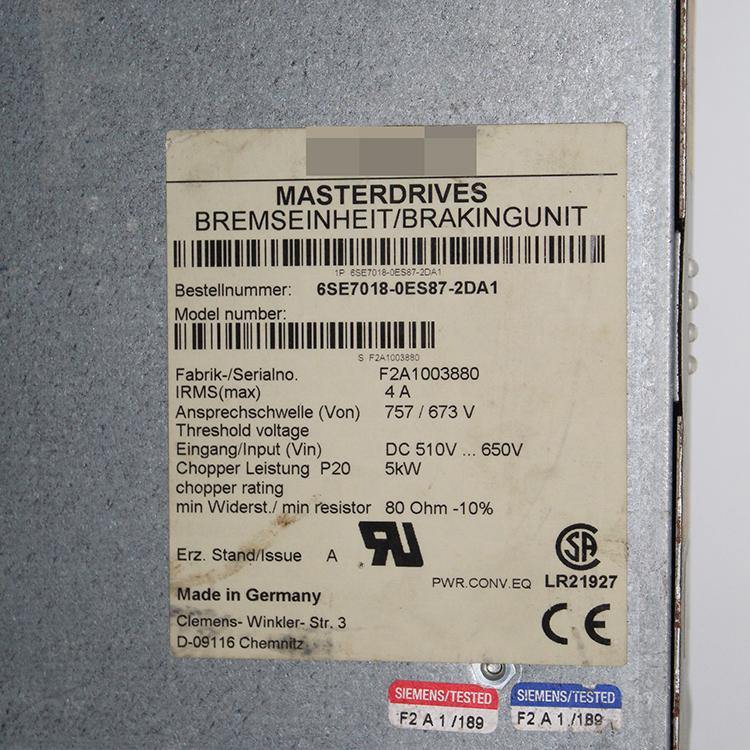 MASTERDRIVES
BREMSEINHEIT/BRAKINGUNIT
1P 6SE7018-0ES87-2DA1
Bestellnummer: 6SE7018-0ES87-2DA1
Model number:
S F2A1003880
Fabrik-/Serialno. F2A1003880
IRMS(max) 4 A
Ansprechschwelle (Von) 757 / 673 V
Threshold voltage
Eingang/Input (Vin) DC 510V ... 650V
Chopper Leistung P20 5kW
chopper rating
min Widerst./ min resistor 80 Ohm -10%
Erz. Stand/Issue A
PWR.CONV.EQ LR21927
Made in Germany
Clemens- Winkler- Str. 3
D-09116 Chemnitz
SIEMENS/TESTED SIEMENS/TESTED
F2 A 1 /189 F2 A 1 /189